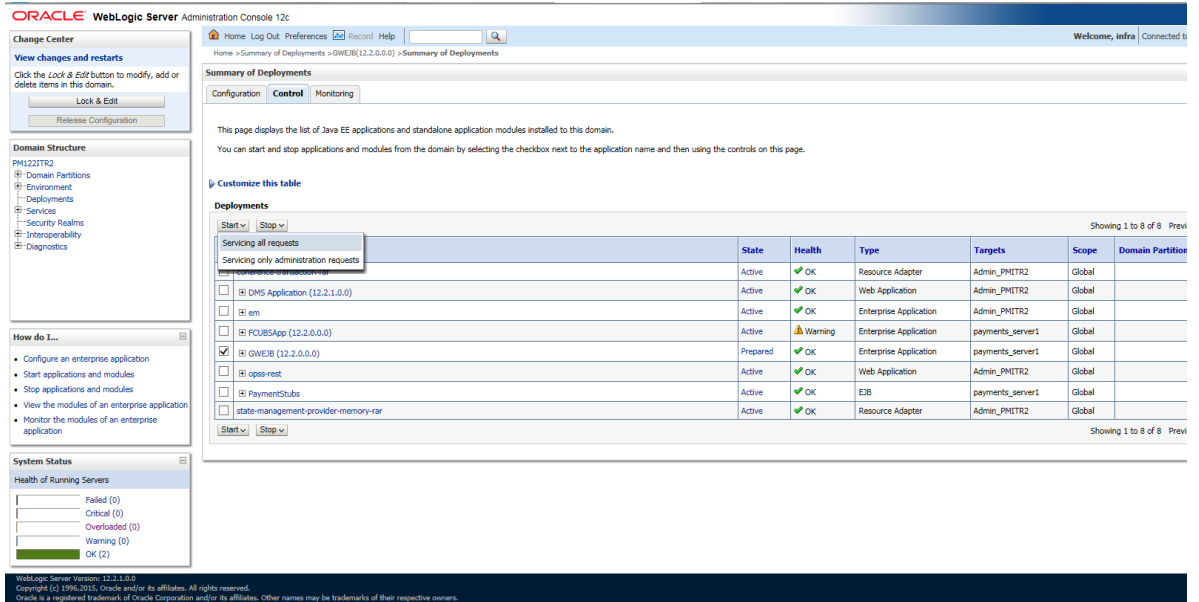 ORACLE WebLogic Server Administration Console 12c
Change Center
View changes and restarts
Click the Lock & Edit button to modify, add or
delete items in this domain.
Lock & Edit
Release Configuration
Domain Structure
PM122ITR2
Domain Partitions
Environment
Deployments
Services
Security Realms
Interoperability
Diagnostics
How do I...
Configure an enterprise application
Start applications and modules
Stop applications and modules
View the modules of an enterprise application
Monitor the modules of an enterprise
application
System Status
Health of Running Servers
Failed (0)
Critical (0)
Overloaded (0)
Warning (0)
OK (2)
Home Log Out Preferences Record Help
Welcome, infra Connected to
Home >Summary of Deployments >GWEJB(12.2.0.0.0) >Summary of Deployments
Summary of Deployments
Configuration Control Monitoring
This page displays the list of Java EE applications and standalone application modules installed to this domain.
You can start and stop applications and modules from the domain by selecting the checkbox next to the application name and then using the controls on this page.
Customize this table
Deployments
Start Stop Showing 1 to 8 of 8 Previ
Servicing all requests
Servicing only administration requests
State Health Type Targets Scope Domain Partition
coherence-transaction-rar Active OK Resource Adapter Admin_PMITR2 Global
DMS Application (12.2.1.0.0) Active OK Web Application Admin_PMITR2 Global
em Active OK Enterprise Application Admin_PMITR2 Global
FCUBSApp (12.2.0.0.0) Active Warning Enterprise Application payments_server1 Global
GWEJB (12.2.0.0.0) Prepared OK Enterprise Application payments_server1 Global
opss-rest Active OK Web Application Admin_PMITR2 Global
PaymentStubs Active OK EJB payments_server1 Global
state-management-provider-memory-rar Active OK Resource Adapter Admin_PMITR2 Global
Start Stop Showing 1 to 8 of 8 Previ
WebLogic Server Version: 12.2.1.0.0
Copyright (c) 1996,2015, Oracle and/or its affiliates. All rights reserved.
Oracle is a registered trademark of Oracle Corporation and/or its affiliates. Other names may be trademarks of their respective owners.